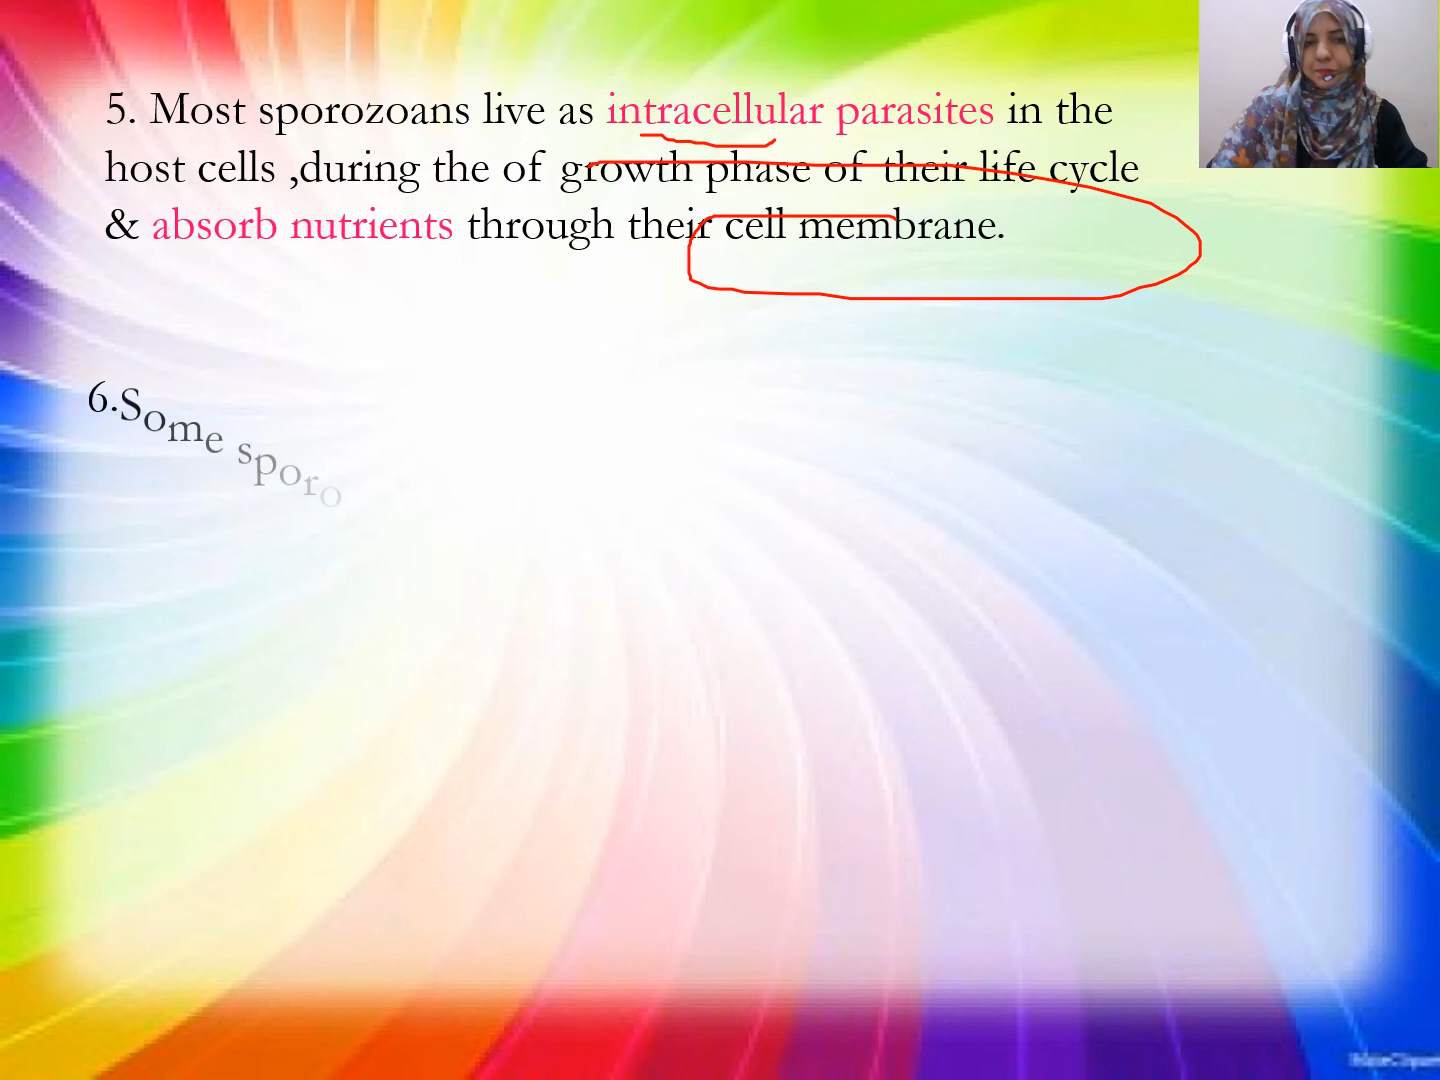 5. Most sporozoans live as intracellular parasites in the
host cells ,during the of growth phase of their life cycle
& absorb nutrients through their cell membrane.
6.Some sporo